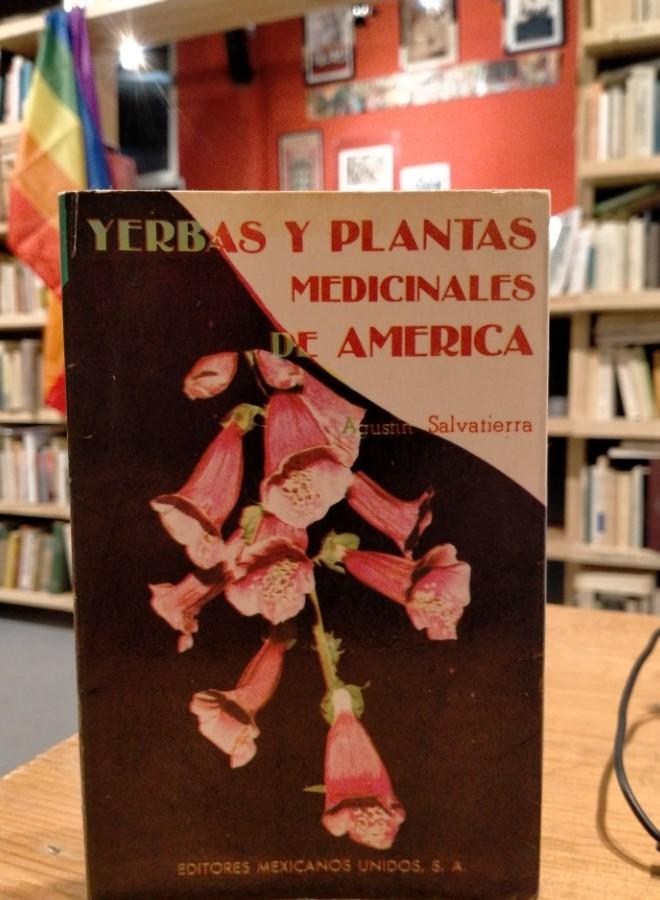 YERBAS Y PLANTAS
MEDICINALES
DE AMERICA
Agustín Salvatierra
EDITORES MEXICANOS UNIDOS, S. A.